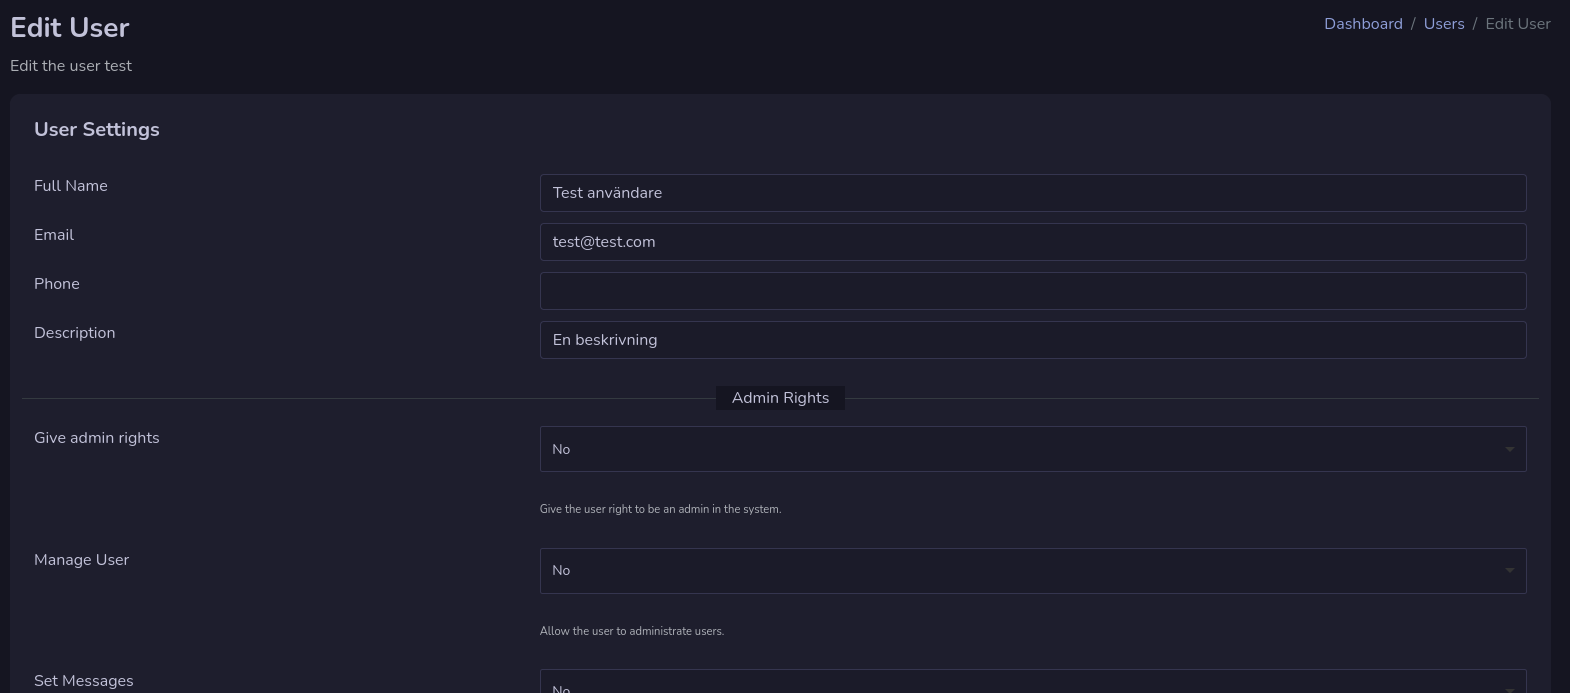 Edit User
Dashboard / Users / Edit User
Edit the user test
User Settings
Full Name
Test användare
Email
test@test.com
Phone
Description
En beskrivning
Admin Rights
Give admin rights
No
Give the user right to be an admin in the system.
Manage User
No
Allow the user to administrate users.
Set Messages
No